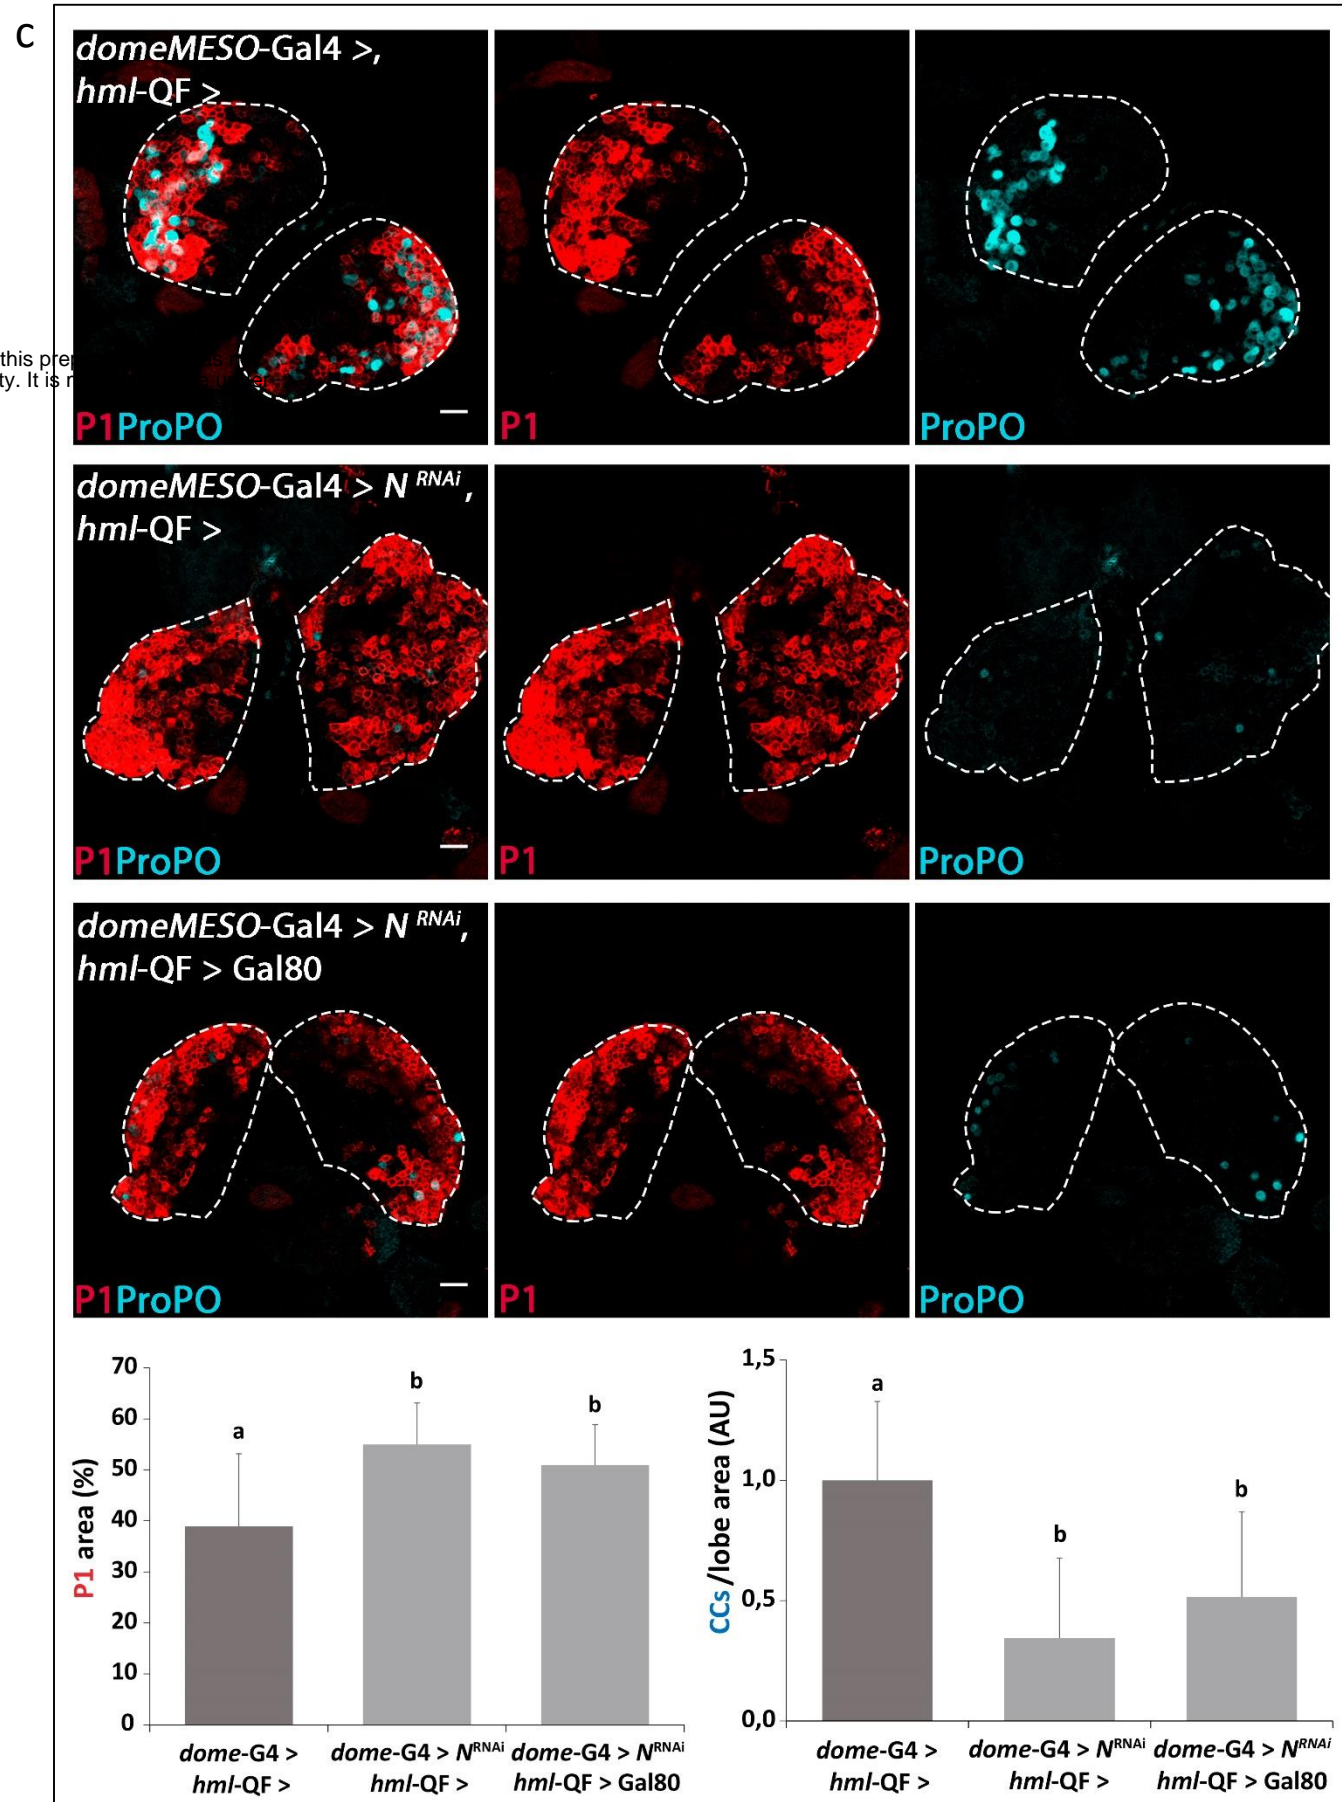 C
domeMESO-Gal4 >,
hml-QF >
this prep
ty. It is
P1ProPO
P1
ProPO
domeMESO-Gal4 > N RNAi,
hml-QF >
P1ProPO
P1
ProPO
domeMESO-Gal4 > N RNAi,
hml-QF > Gal80
P1ProPO
P1
ProPO
P1 area (%)
70
60
50
40
30
20
10
0
a
b
b
dome-G4 >
hml-QF >
dome-G4 > NRNAi
hml-QF >
dome-G4 > NRNAi
hml-QF > Gal80
CCs/lobe area (AU)
1,5
1,0
0,5
0,0
a
b
b
dome-G4 >
hml-QF >
dome-G4 > NRNAi
hml-QF >
dome-G4 > NRNAi
hml-QF > Gal80